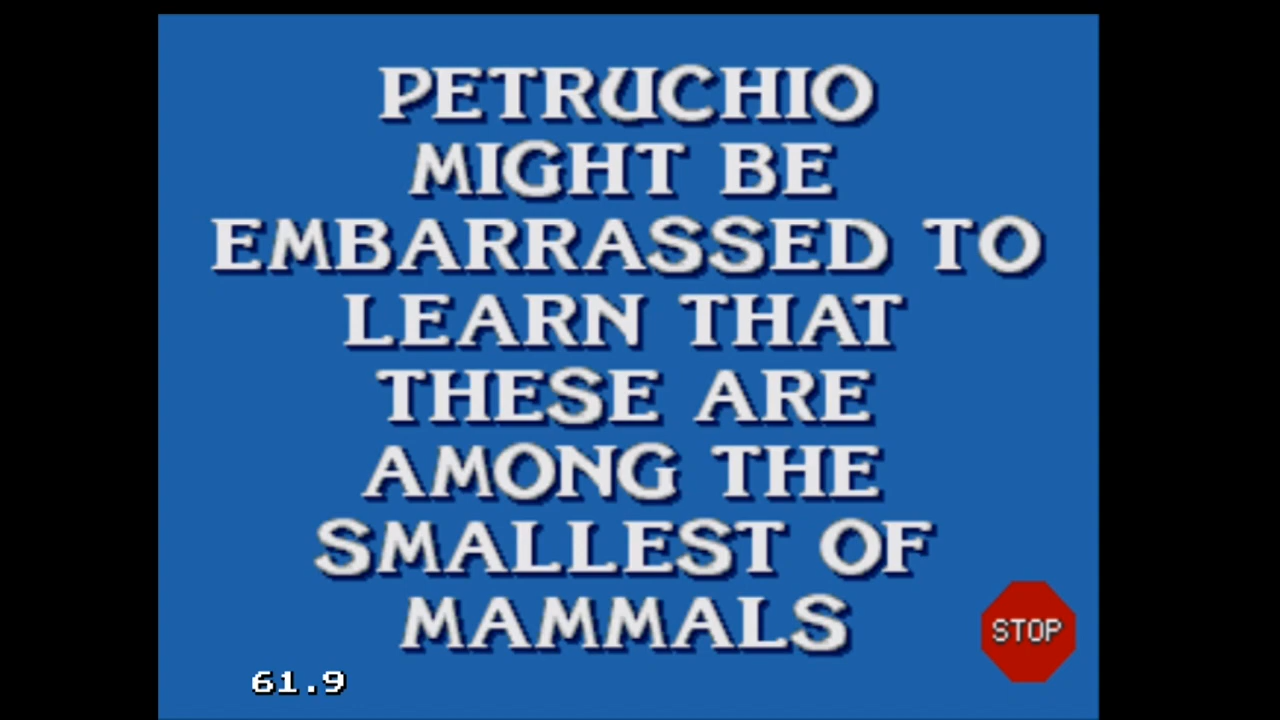 PETRUCHIO
MIGHT BE
EMBARRASSED TO
LEARN THAT
THESE ARE
AMONG THE
SMALLEST OF
MAMMALS
STOP
61.9